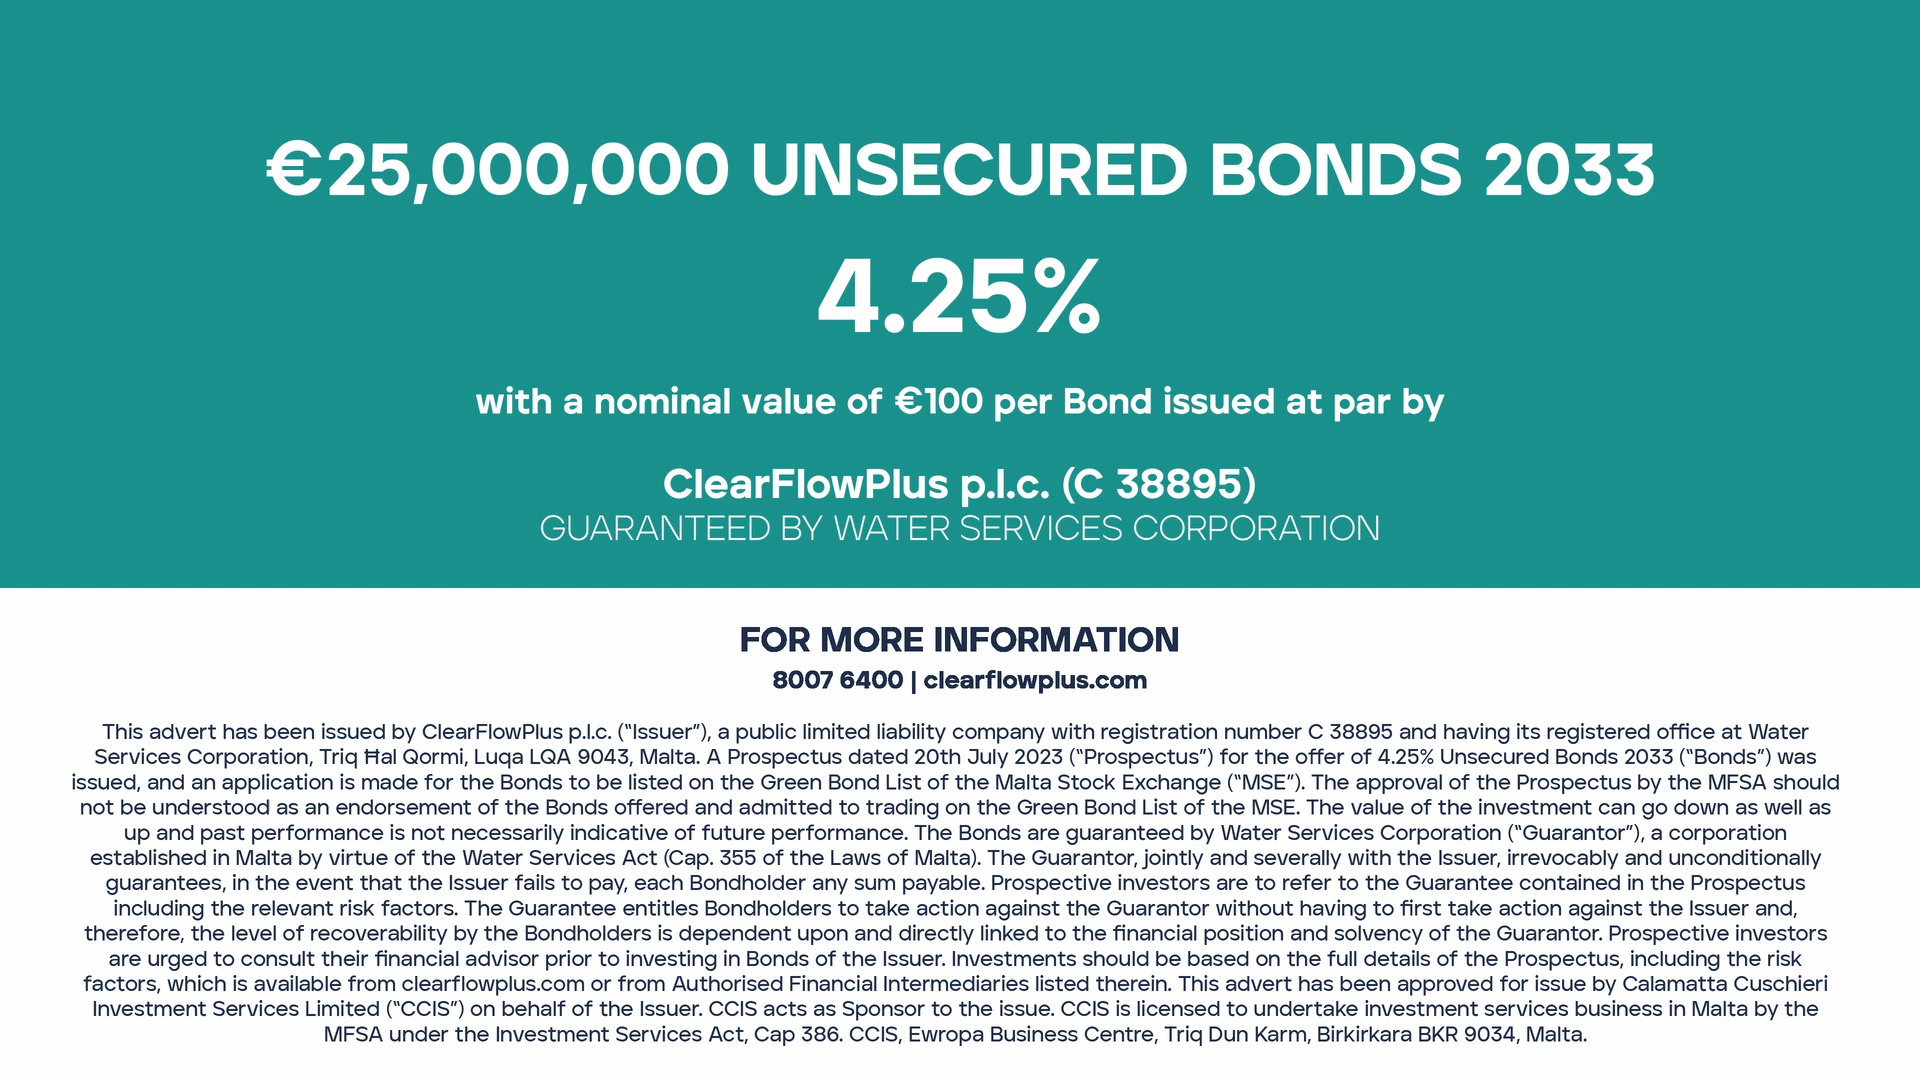 €25,000,000 UNSECURED BONDS 2033
4.25%
with a nominal value of €100 per Bond issued at par by
ClearFlowPlus p.l.c. (C 38895)
GUARANTEED BY WATER SERVICES CORPORATION
FOR MORE INFORMATION
8007 6400 | clearflowplus.com
This advert has been issued by ClearFlowPlus p.l.c. (“Issuer”), a public limited liability company with registration number C 38895 and having its registered office at Water
Services Corporation, Triq Ħal Qormi, Luqa LQA 9043, Malta. A Prospectus dated 20th July 2023 (“Prospectus”) for the offer of 4.25% Unsecured Bonds 2033 (“Bonds”) was
issued, and an application is made for the Bonds to be listed on the Green Bond List of the Malta Stock Exchange (“MSE”). The approval of the Prospectus by the MFSA should
not be understood as an endorsement of the Bonds offered and admitted to trading on the Green Bond List of the MSE. The value of the investment can go down as well as
up and past performance is not necessarily indicative of future performance. The Bonds are guaranteed by Water Services Corporation (“Guarantor”), a corporation
established in Malta by virtue of the Water Services Act (Cap. 355 of the Laws of Malta). The Guarantor, jointly and severally with the Issuer, irrevocably and unconditionally
guarantees, in the event that the Issuer fails to pay, each Bondholder any sum payable. Prospective investors are to refer to the Guarantee contained in the Prospectus
including the relevant risk factors. The Guarantee entitles Bondholders to take action against the Guarantor without having to first take action against the Issuer and,
therefore, the level of recoverability by the Bondholders is dependent upon and directly linked to the financial position and solvency of the Guarantor. Prospective investors
are urged to consult their financial advisor prior to investing in Bonds of the Issuer. Investments should be based on the full details of the Prospectus, including the risk
factors, which is available from clearflowplus.com or from Authorised Financial Intermediaries listed therein. This advert has been approved for issue by Calamatta Cuschieri
Investment Services Limited (“CCIS”) on behalf of the Issuer. CCIS acts as Sponsor to the issue. CCIS is licensed to undertake investment services business in Malta by the
MFSA under the Investment Services Act, Cap 386. CCIS, Ewropa Business Centre, Triq Dun Karm, Birkirkara BKR 9034, Malta.